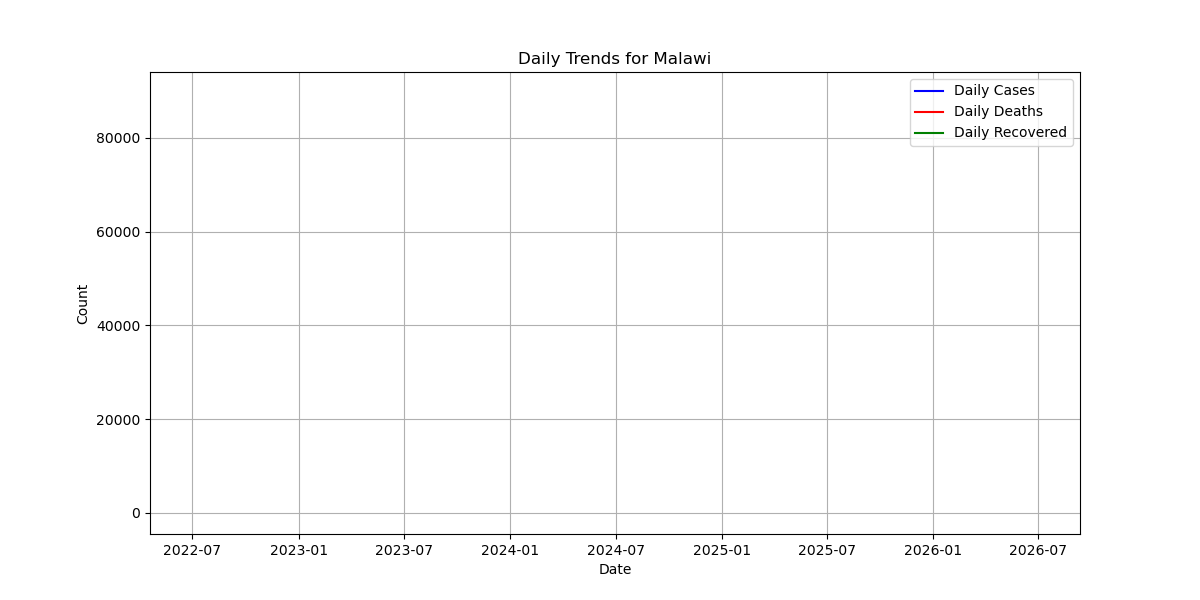 Daily Trends for Malawi
Daily Cases
Daily Deaths
Daily Recovered
80000
60000
40000
20000
0
Count
2022-07 2023-01 2023-07 2024-01 2024-07 2025-01 2025-07 2026-01 2026-07
Date